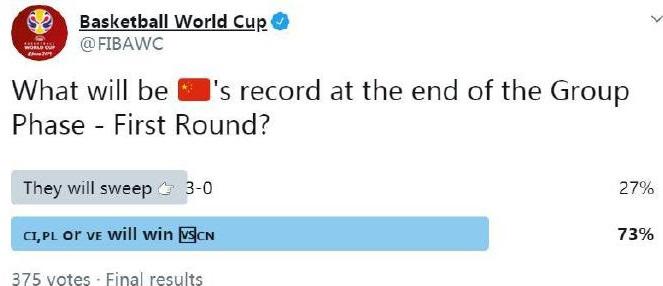 Basketball World Cup
@FIBAWC
What will be 🇨🇳's record at the end of the Group
Phase - First Round?
They will sweep 👉 3-0
27%
CI,PL or VE will win 🆚CN
73%
375 votes · Final results